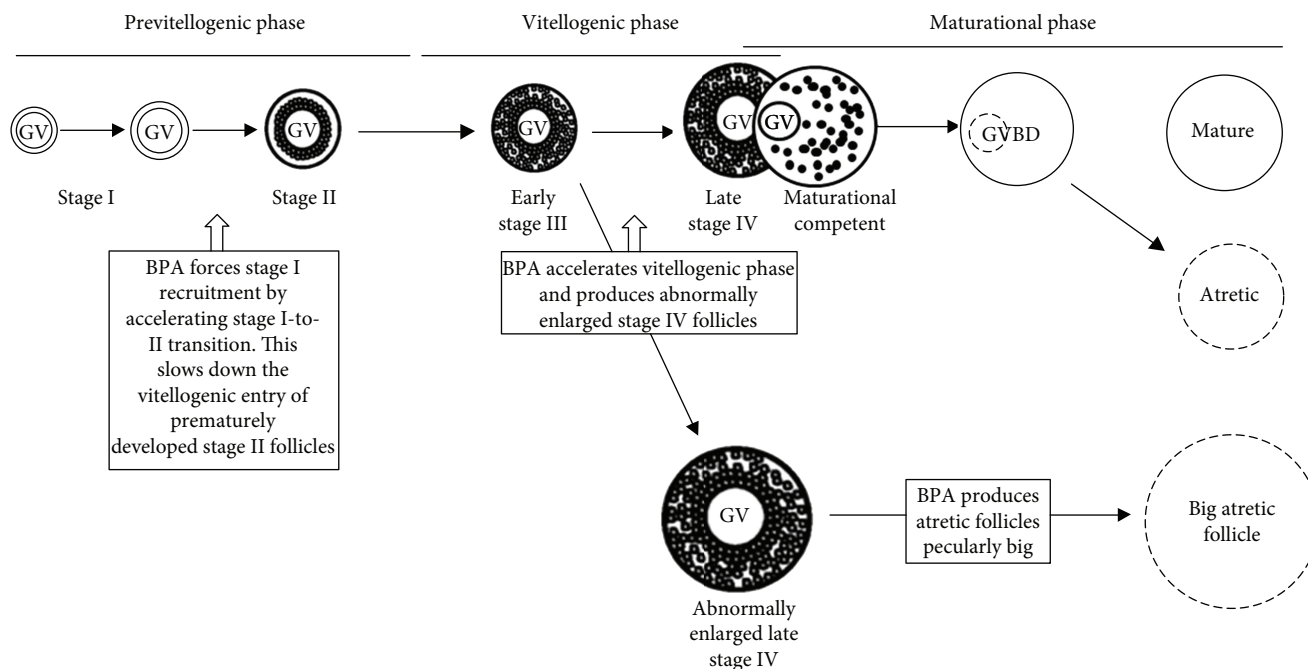 Previtellogenic phase
Vitellogenic phase
Maturational phase
GV
GV
GV
GV
GV
GV
GVBD
Mature
Stage I
Stage II
Early
stage III
Late
stage IV
Maturational
competent
BPA forces stage I
recruitment by
accelerating stage I-to-
II transition. This
slows down the
vitellogenic entry of
prematurely
developed stage II follicles
BPA accelerates vitellogenic phase
and produces abnormally
enlarged stage IV follicles
Atretic
GV
Abnormally
enlarged late
stage IV
BPA produces
atretic follicles
pecularly big
Big atretic
follicle